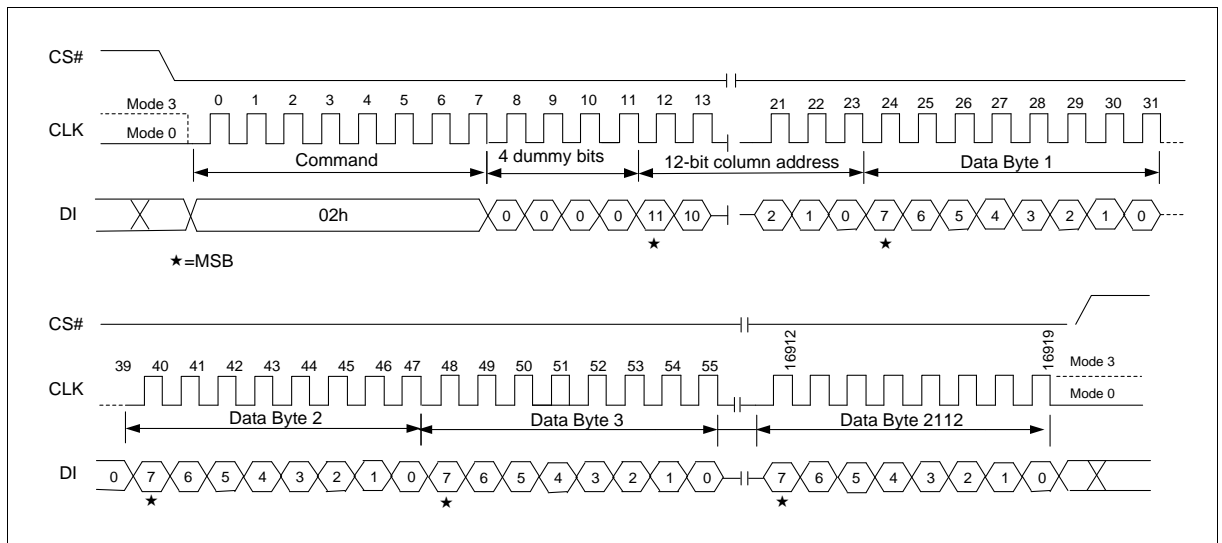 CS#
Mode 3
0 1 2 3 4 5 6 7 8 9 10 11 12 13 21 22 23 24 25 26 27 28 29 30 31
CLK
Mode 0
Command 4 dummy bits 12-bit column address Data Byte 1
DI
02h 0 0 0 0 11 10 2 1 0 7 6 5 4 3 2 1 0
★ ★
★=MSB
CS#
16912 16919
39 40 41 42 43 44 45 46 47 48 49 50 51 52 53 54 55
Mode 3
CLK
Mode 0
Data Byte 2 Data Byte 3 Data Byte 2112
DI
0 7 6 5 4 3 2 1 0 7 6 5 4 3 2 1 0 7 6 5 4 3 2 1 0
★ ★ ★